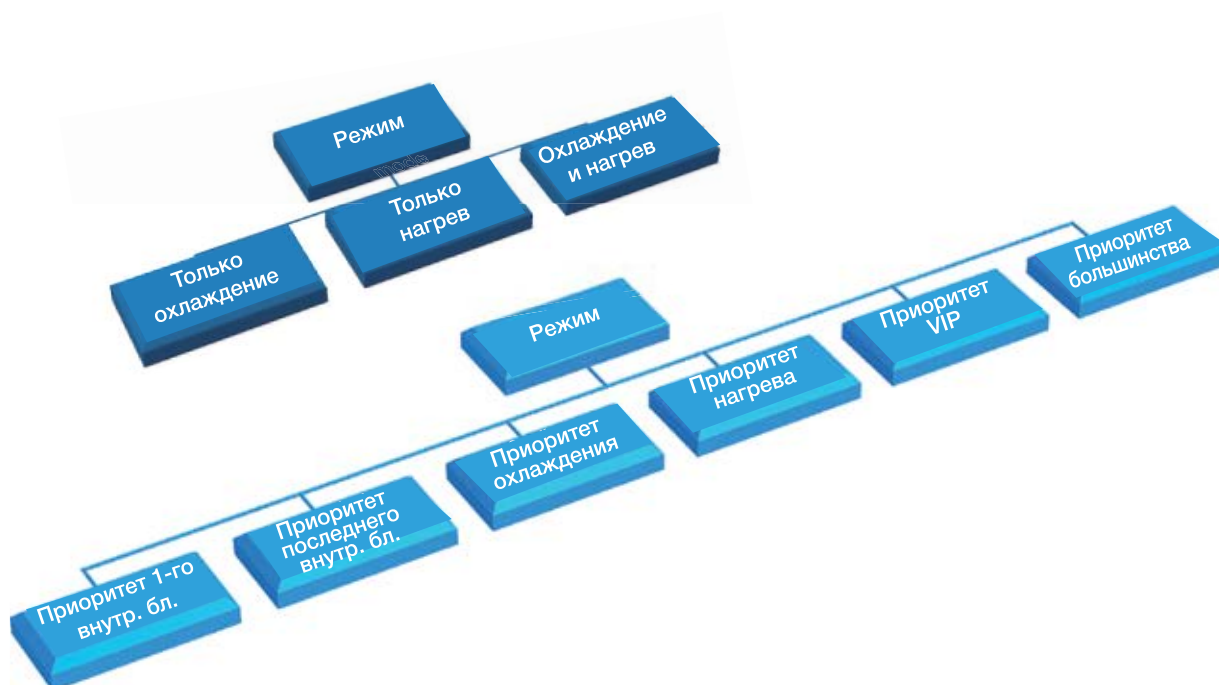 Режим
Охлаждение
и нагрев
mode
Только
нагрев
Только
охлаждение
Приоритет
большинства
Режим
Приоритет
VIP
Приоритет
нагрева
Приоритет
охлаждения
Приоритет
последнего
внутр. бл.
Приоритет 1-го
внутр. бл.